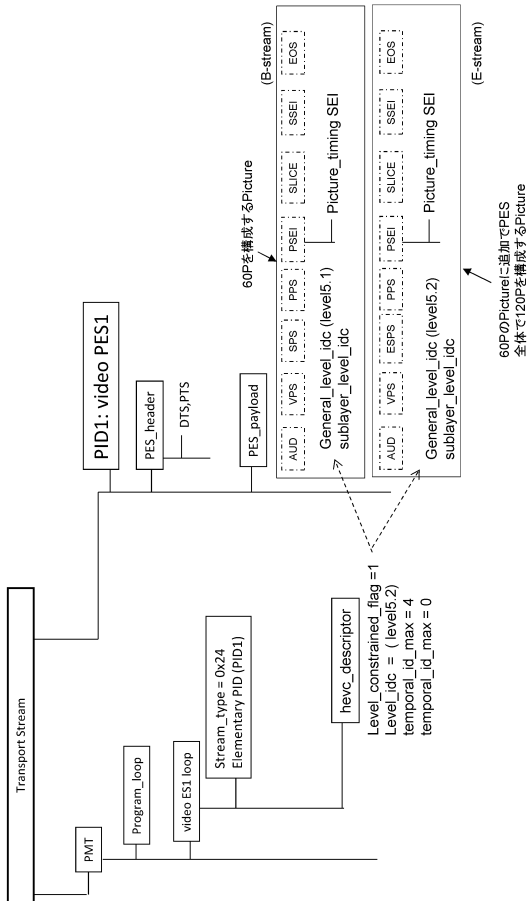 Transport Stream
PMT
Program_loop
video ES1 loop
Stream_type = 0x24
Elementary PID (PID1)
hevc_descriptor
Level_constrained_flag =1
Level_idc = ( level5.2)
temporal_id_max = 4
temporal_id_max = 0
PID1: video PES1
PES_header
DTS,PTS
PES_payload
60Pを構成するPicture
(B-stream)
AUD VPS SPS PPS PSEI SLICE SSEI EOS
General_level_idc (level5.1)
sublayer_level_idc
Picture_timing SEI
AUD VPS ESPS PPS PSEI SLICE SSEI EOS
General_level_idc (level5.2)
sublayer_level_idc
Picture_timing SEI
(E-stream)
60PのPictureに追加でPES
全体で120Pを構成するPicture